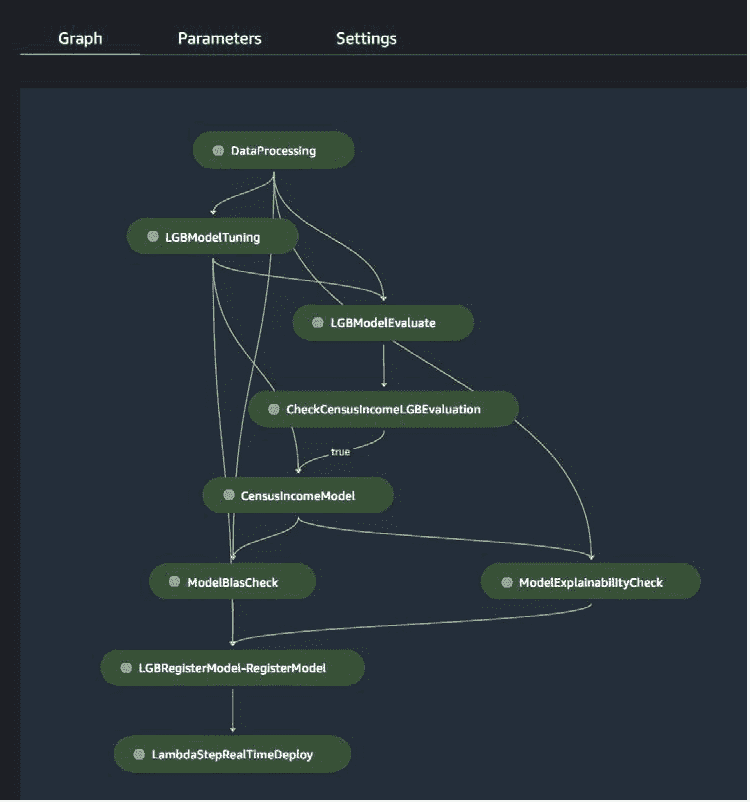 Graph Parameters Settings
DataProcessing
LGBModelTuning
LGBModelEvaluate
CheckCensusIncomeLGBEvaluation
true
CensusIncomeModel
ModelBiasCheck ModelExplainabilityCheck
LGBRegisterModel-RegisterModel
LambdaStepRealTimeDeploy